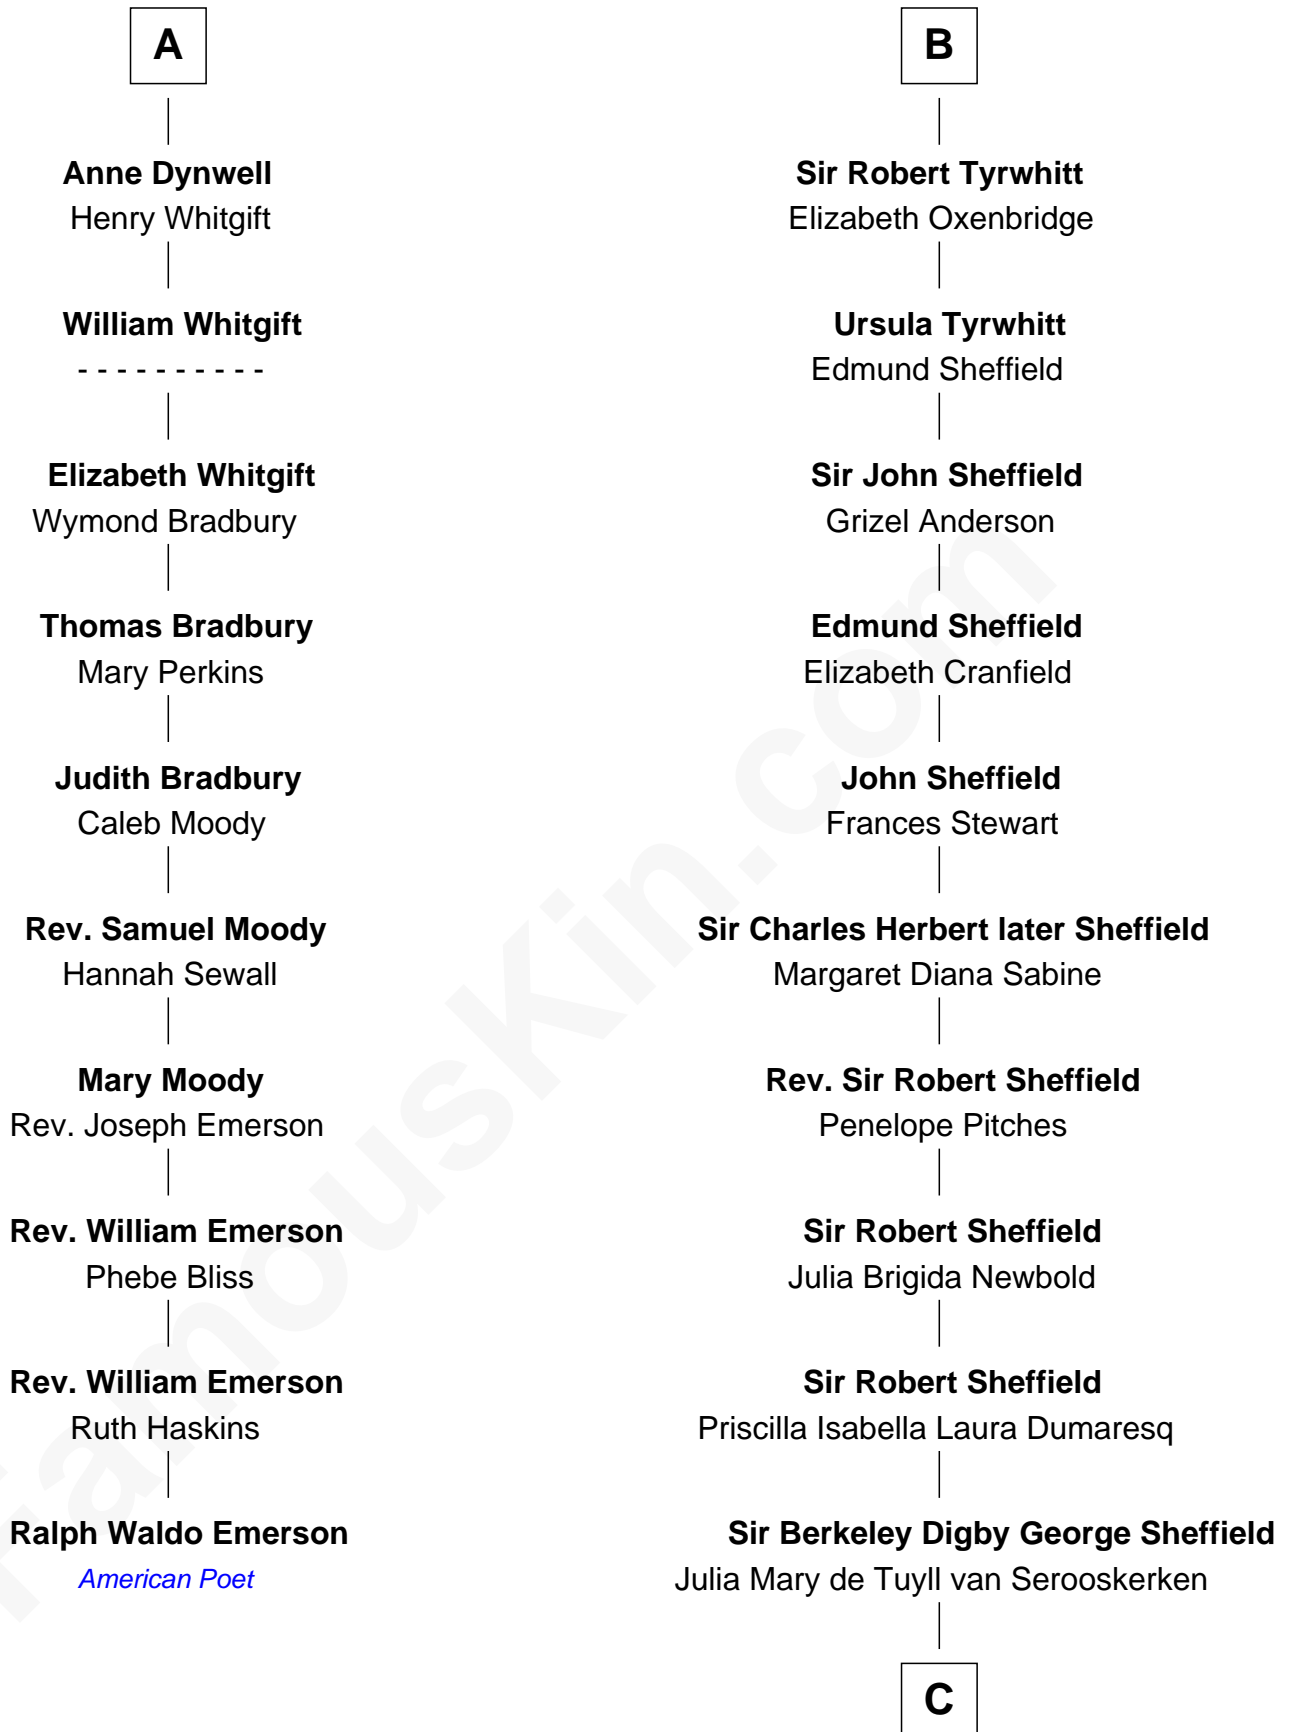 A
Anne Dynwell
Henry Whitgift
William Whitgift
- - - - - - - - - -
Elizabeth Whitgift
Wymond Bradbury
Thomas Bradbury
Mary Perkins
Judith Bradbury
Caleb Moody
Rev. Samuel Moody
Hannah Sewall
Mary Moody
Rev. Joseph Emerson
Rev. William Emerson
Phebe Bliss
Rev. William Emerson
Ruth Haskins
Ralph Waldo Emerson
American Poet
B
Sir Robert Tyrwhitt
Elizabeth Oxenbridge
Ursula Tyrwhitt
Edmund Sheffield
Sir John Sheffield
Grizel Anderson
Edmund Sheffield
Elizabeth Cranfield
John Sheffield
Frances Stewart
Sir Charles Herbert later Sheffield
Margaret Diana Sabine
Rev. Sir Robert Sheffield
Penelope Pitches
Sir Robert Sheffield
Julia Brigida Newbold
Sir Robert Sheffield
Priscilla Isabella Laura Dumaresq
Sir Berkeley Digby George Sheffield
Julia Mary de Tuyll van Serooskerken
C
FamousKin.com